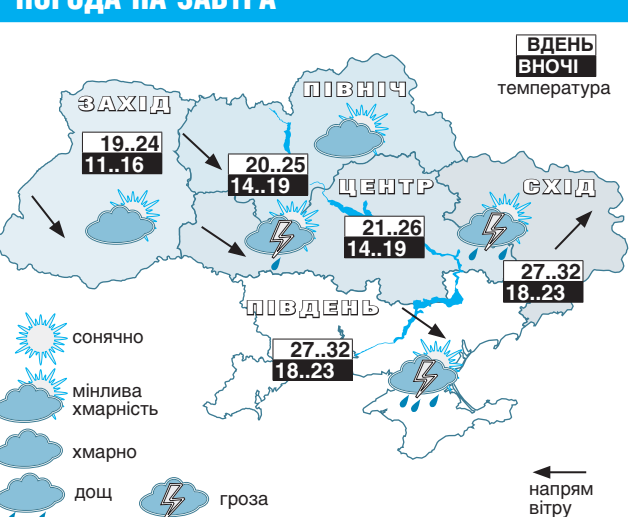 ПОГОДА НА ЗАВТРА
ВДЕНЬ
ВНОЧІ
температура
ЗАХІД
19..24
11..16
ПІВНІЧ
20..25
14..19
ЦЕНТР
21..26
14..19
СХІД
27..32
18..23
ПІВДЕНЬ
27..32
18..23
сонячно
мінлива
хмарність
хмарно
дощ
гроза
напрям
вітру